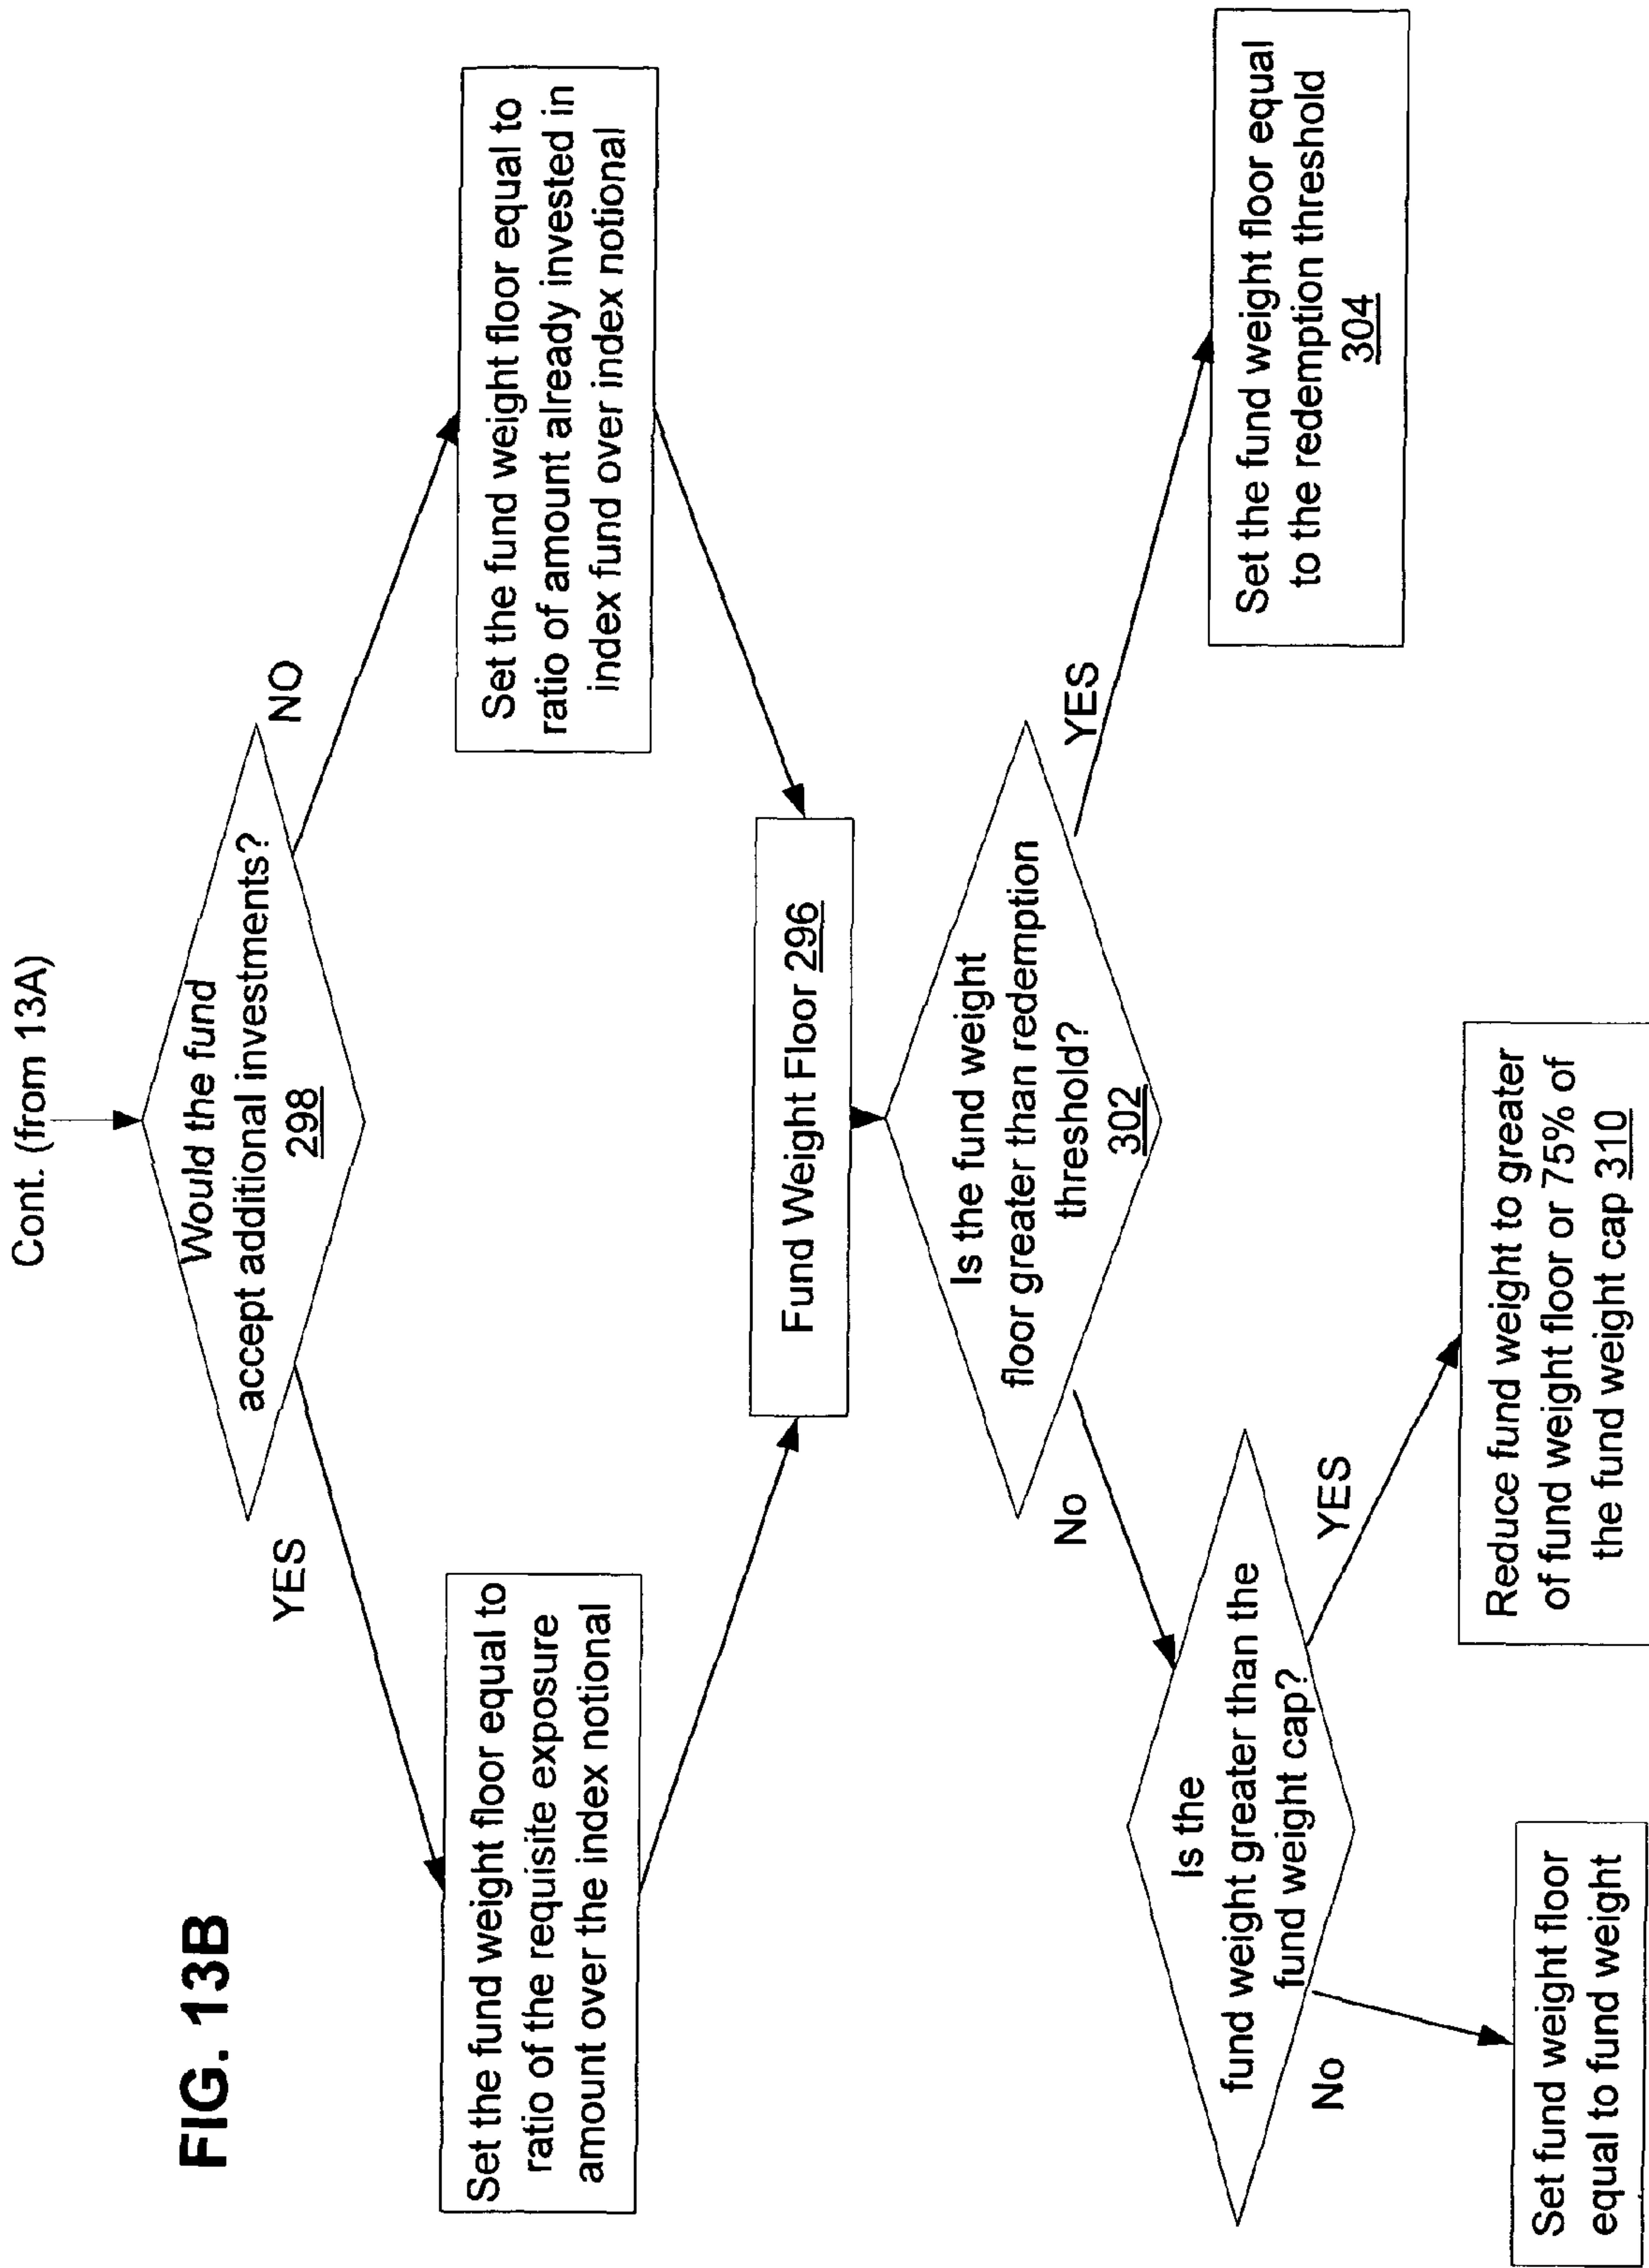 FIG. 13B
Cont. (from 13A)
Would the fund
accept additional investments?
298
YES
NO
Set the fund weight floor equal to
ratio of the requisite exposure
amount over the index notional
Set the fund weight floor equal to
ratio of amount already invested in
index fund over index notional
Fund Weight Floor 296
Is the fund weight
floor greater than redemption
threshold?
302
No
YES
Set the fund weight floor equal
to the redemption threshold
304
Is the
fund weight greater than the
fund weight cap?
No
YES
Set fund weight floor
equal to fund weight
Reduce fund weight to greater
of fund weight floor or 75% of
the fund weight cap 310